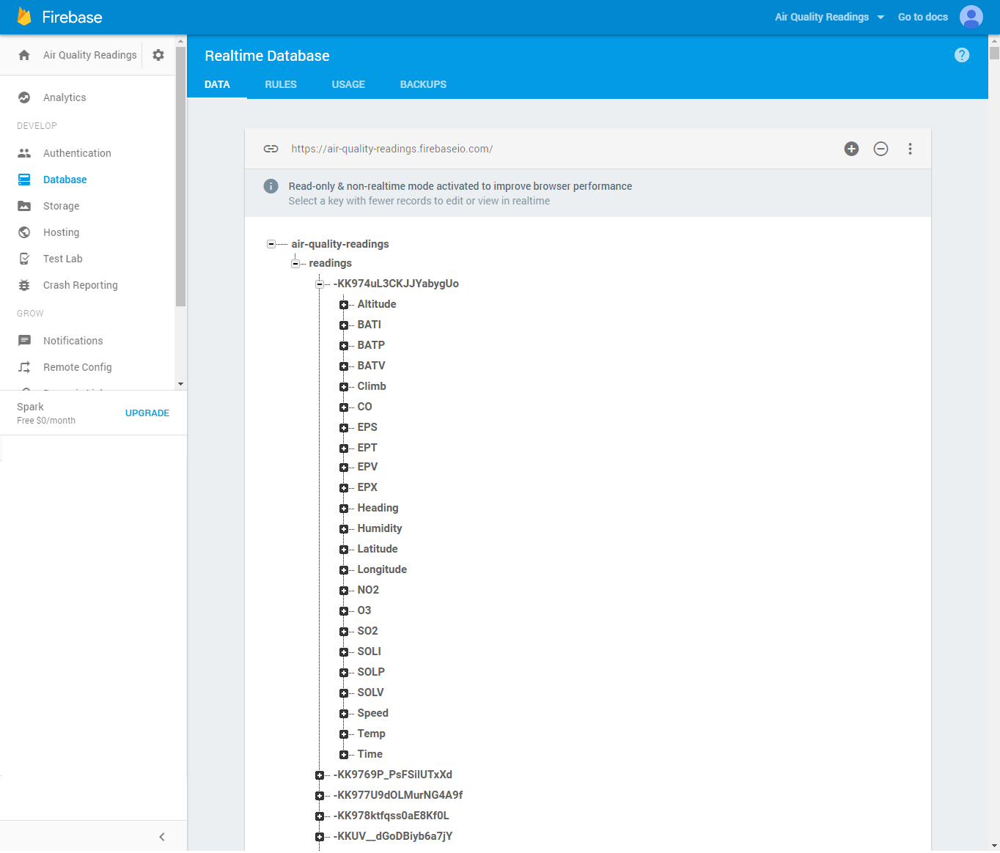 Firebase
Air Quality Readings
Go to docs
Air Quality Readings
Analytics
DEVELOP
Authentication
Database
Storage
Hosting
Test Lab
Crash Reporting
GROW
Notifications
Remote Config
Spark
Free $0/month
UPGRADE
Realtime Database
DATA RULES USAGE BACKUPS
https://air-quality-readings.firebaseio.com/
Read-only & non-realtime mode activated to improve browser performance
Select a key with fewer records to edit or view in realtime
air-quality-readings
readings
-KK974uL3CKJJYabygUo
Altitude
BATI
BATP
BATV
Climb
CO
EPS
EPT
EPV
EPX
Heading
Humidity
Latitude
Longitude
NO2
O3
SO2
SOLI
SOLP
SOLV
Speed
Temp
Time
-KK9769P_PsFSilUTxXd
-KK977U9dOLMurNG4A9f
-KK978ktfqss0aE8Kf0L
-KKUV__dGoDBiyb6a7jY